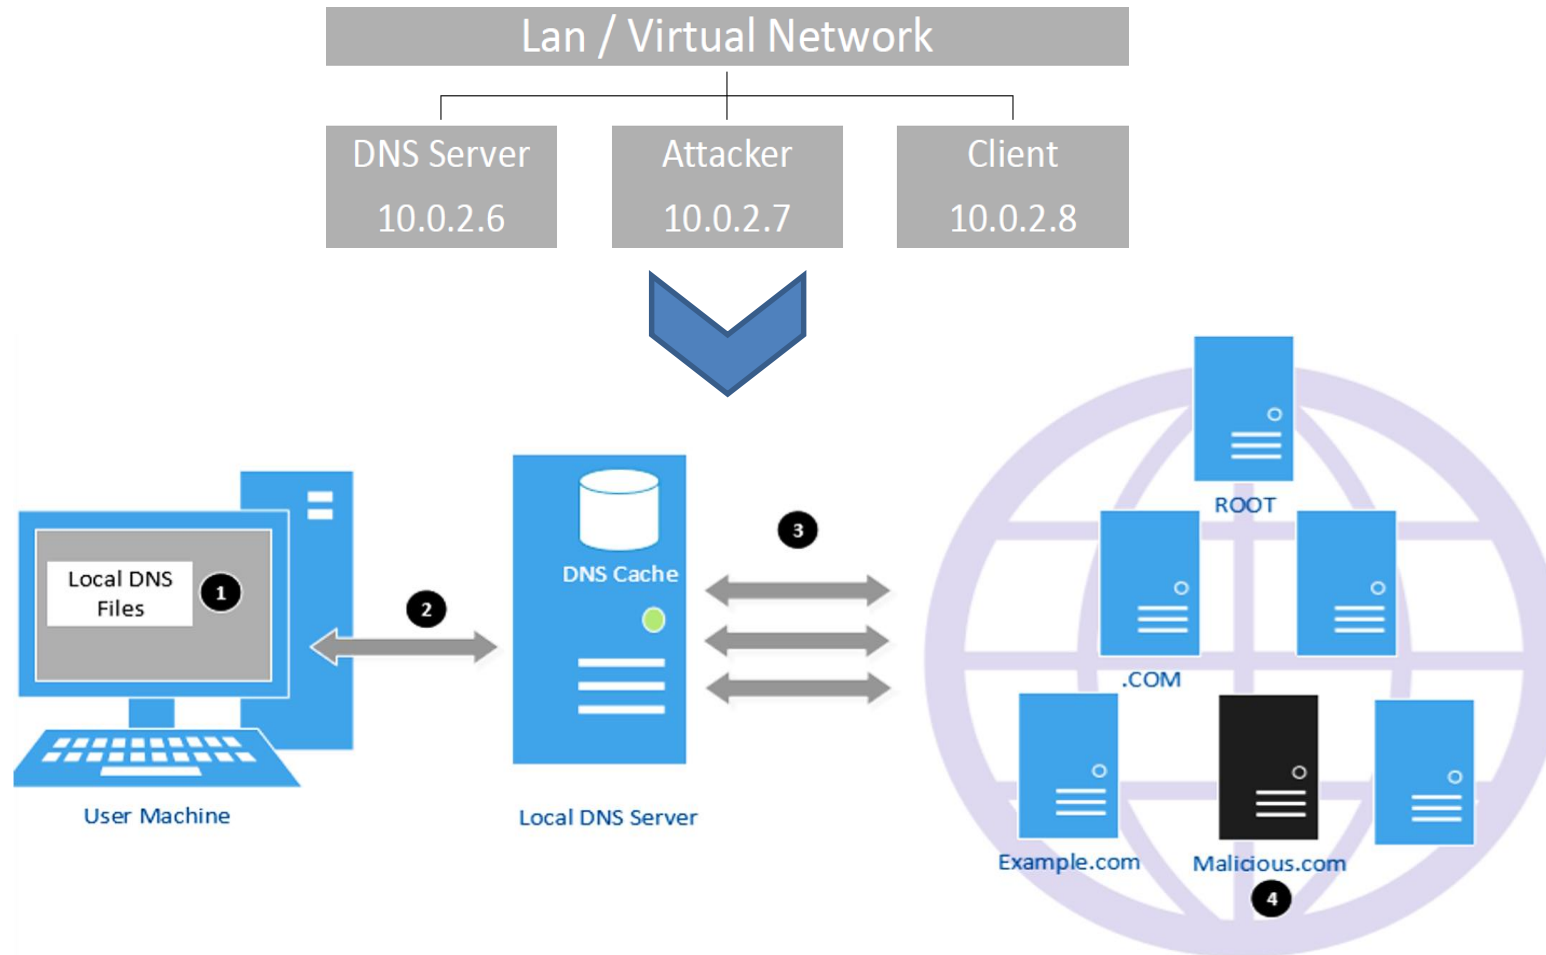 Lan / Virtual Network
DNS Server
10.0.2.6
Attacker
10.0.2.7
Client
10.0.2.8
ROOT
3
DNS Cache
Local DNS
Files
1
2
.COM
User Machine
Local DNS Server
Example.com
Malicious.com
4